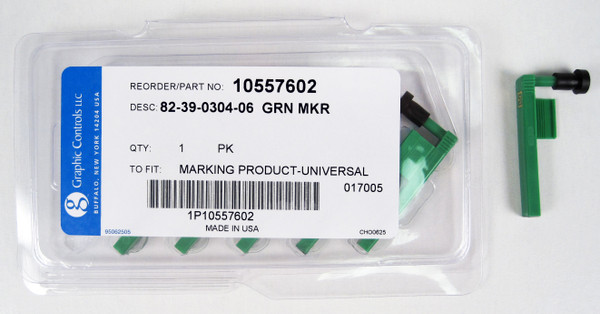 g Graphic Controls LLC
BUFFALO, NEW YORK 14204 USA
REORDER/PART NO: 10557602
DESC: 82-39-0304-06 GRN MKR
QTY: 1 PK
TO FIT: MARKING PRODUCT-UNIVERSAL
017005
1P10557602
MADE IN USA
95062505
CHO0625